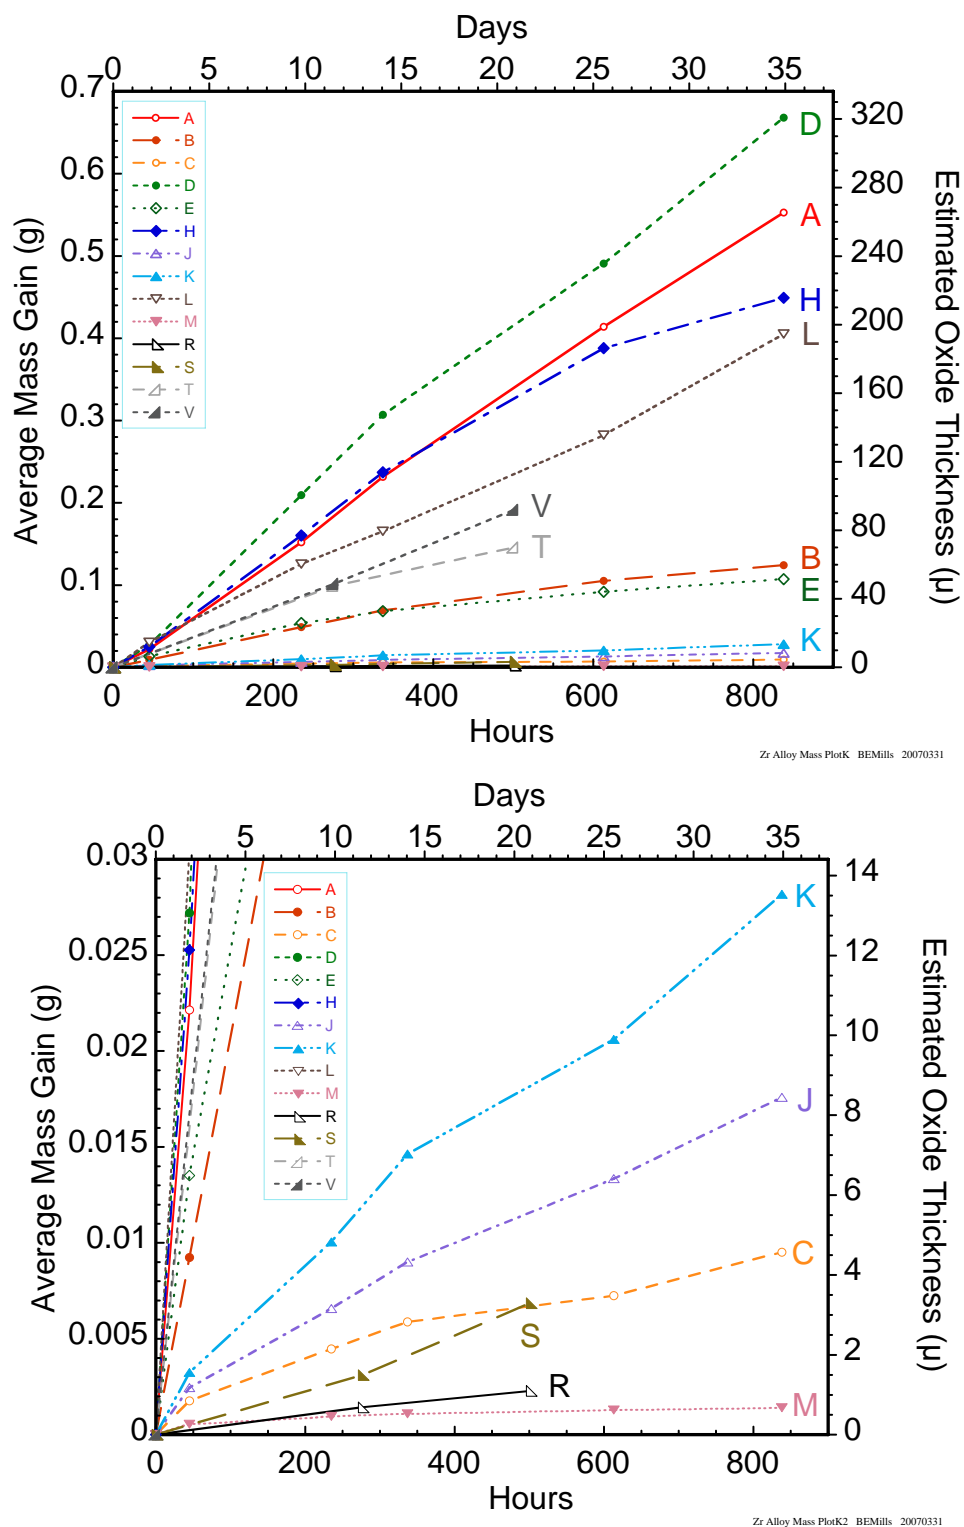 Days
0 5 10 15 20 25 30 35
0.7
0.6
0.5
0.4
0.3
0.2
0.1
0
Average Mass Gain (g)
A
B
C
D
E
H
J
K
L
M
R
S
T
V
D
A
H
L
V
T
B
E
K
320
280
240
200
160
120
80
40
0
Estimated Oxide Thickness (μ)
0 200 400 600 800
Hours
Zr Alloy Mass PlotK BEMills 20070331
Days
0 5 10 15 20 25 30 35
0.03
0.025
0.02
0.015
0.01
0.005
0
Average Mass Gain (g)
A
B
C
D
E
H
J
K
L
M
R
S
T
V
K
J
C
S
R
M
14
12
10
8
6
4
2
0
Estimated Oxide Thickness (μ)
0 200 400 600 800
Hours
Zr Alloy Mass PlotK2 BEMills 20070331